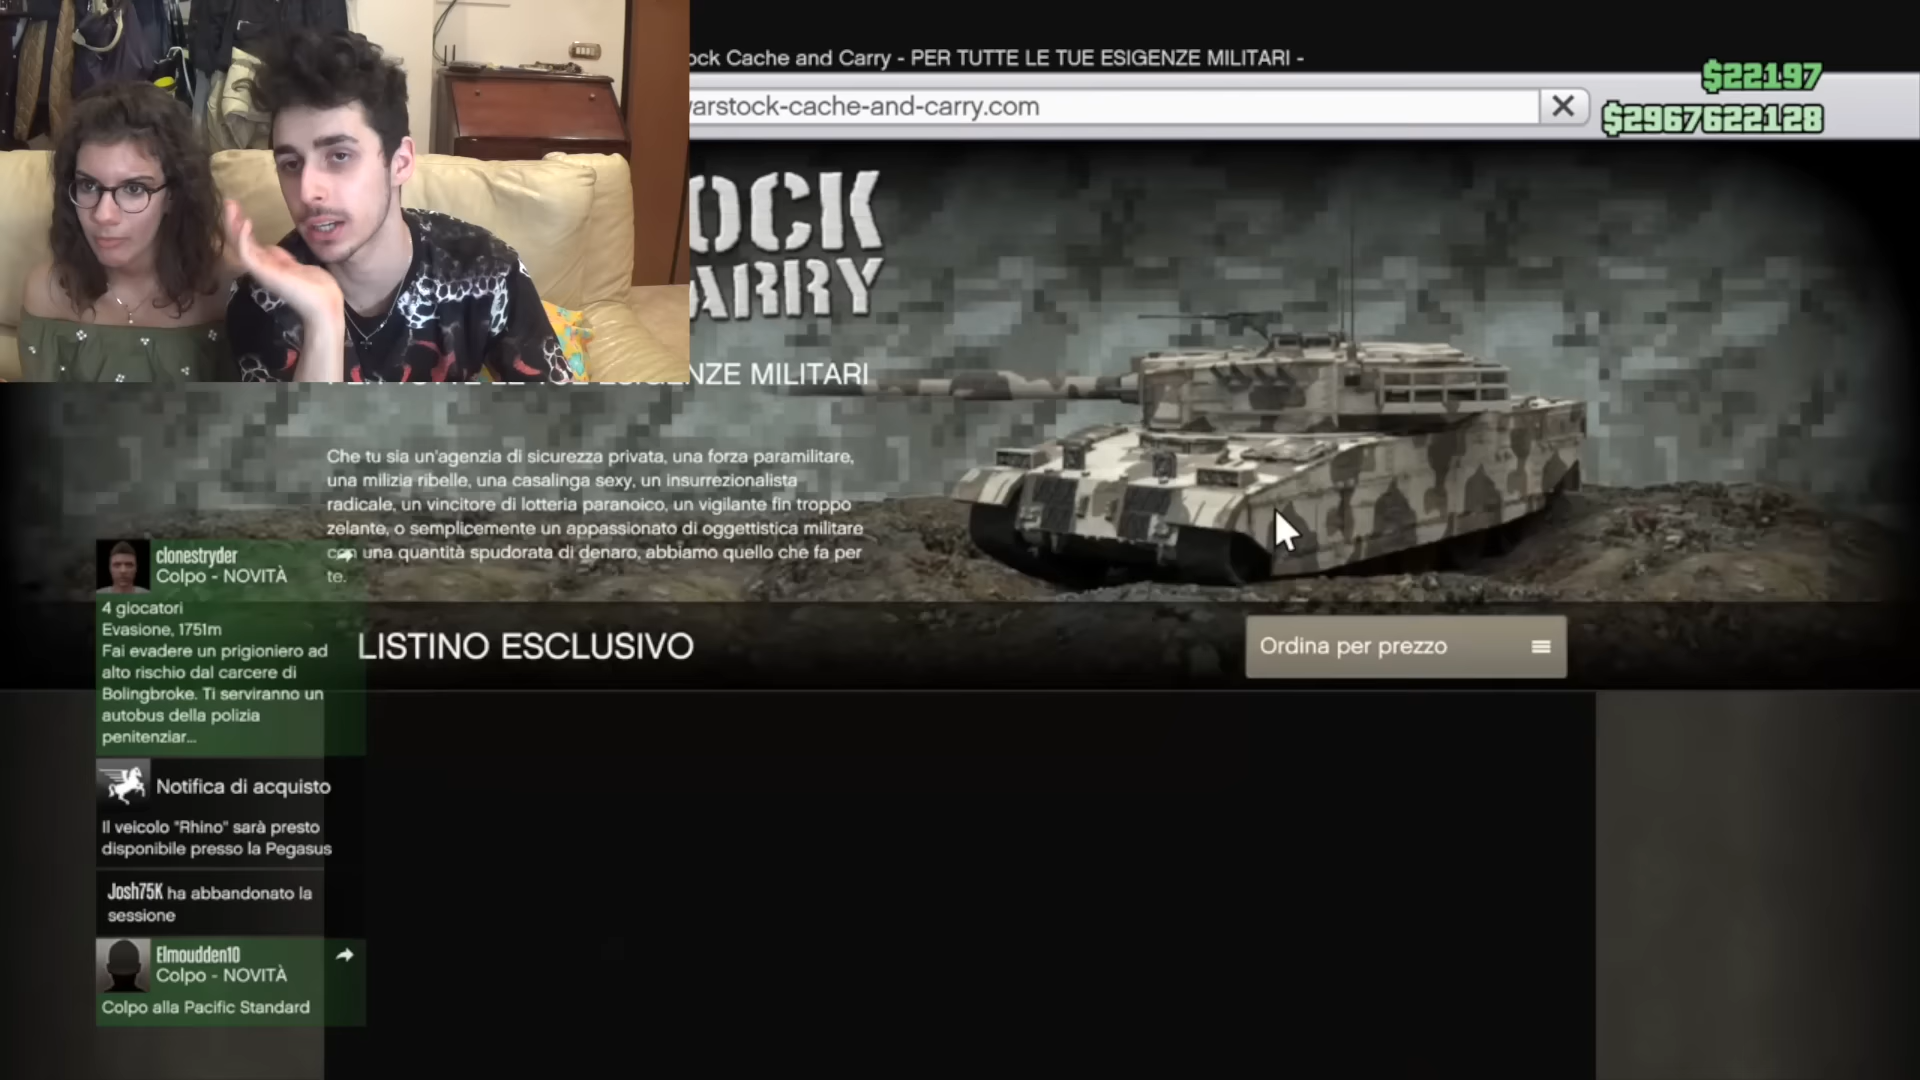 ock Cache and Carry - PER TUTTE LE TUE ESIGENZE MILITARI -
$22197
warstock-cache-and-carry.com
$2967622128
OCK
ARRY
ESIGENZE MILITARI
Che tu sia un'agenzia di sicurezza privata, una forza paramilitare,
una milizia ribelle, una casalinga sexy, un insurrezionalista
radicale, un vincitore di lotteria paranoico, un vigilante fin troppo
zelante, o semplicemente un appassionato di oggettistica militare
con una quantità spudorata di denaro, abbiamo quello che fa per
te.
clonestryder
Colpo - NOVITÀ
4 giocatori
Evasione, 1751m
Fai evadere un prigioniero ad
alto rischio dal carcere di
Bolingbroke. Ti serviranno un
autobus della polizia
penitenziar...
LISTINO ESCLUSIVO
Ordina per prezzo
Notifica di acquisto
Il veicolo "Rhino" sarà presto
disponibile presso la Pegasus
Josh75K ha abbandonato la
sessione
Elmoudden10
Colpo - NOVITÀ
Colpo alla Pacific Standard